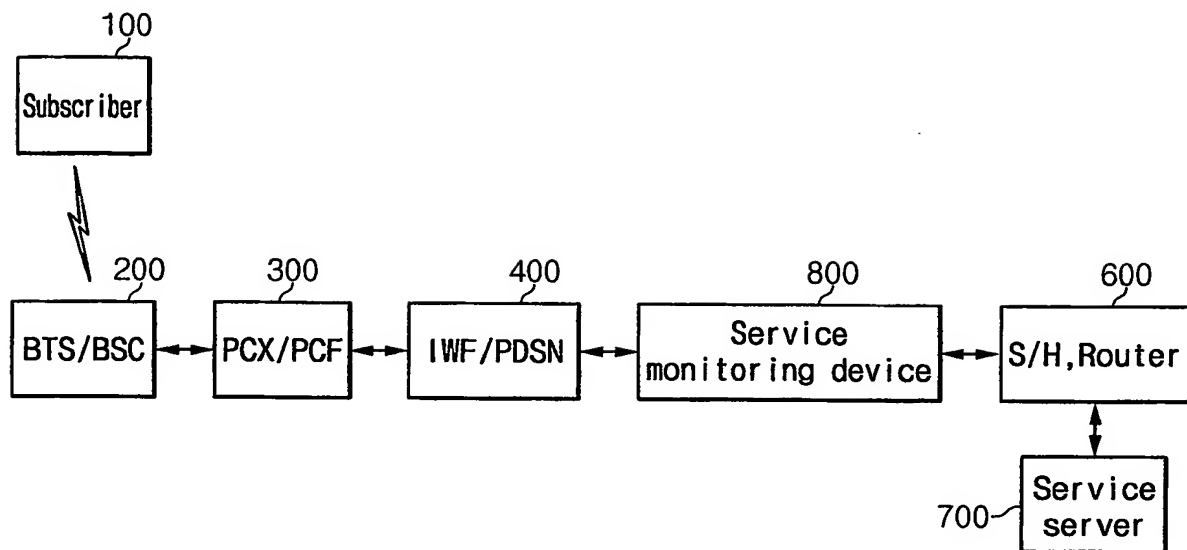 100
Subscriber
200
300
400
800
600
BTS/BSC
PCX/PCF
IWF/PDSN
Service
monitoring device
S/H,Router
700
Service
server